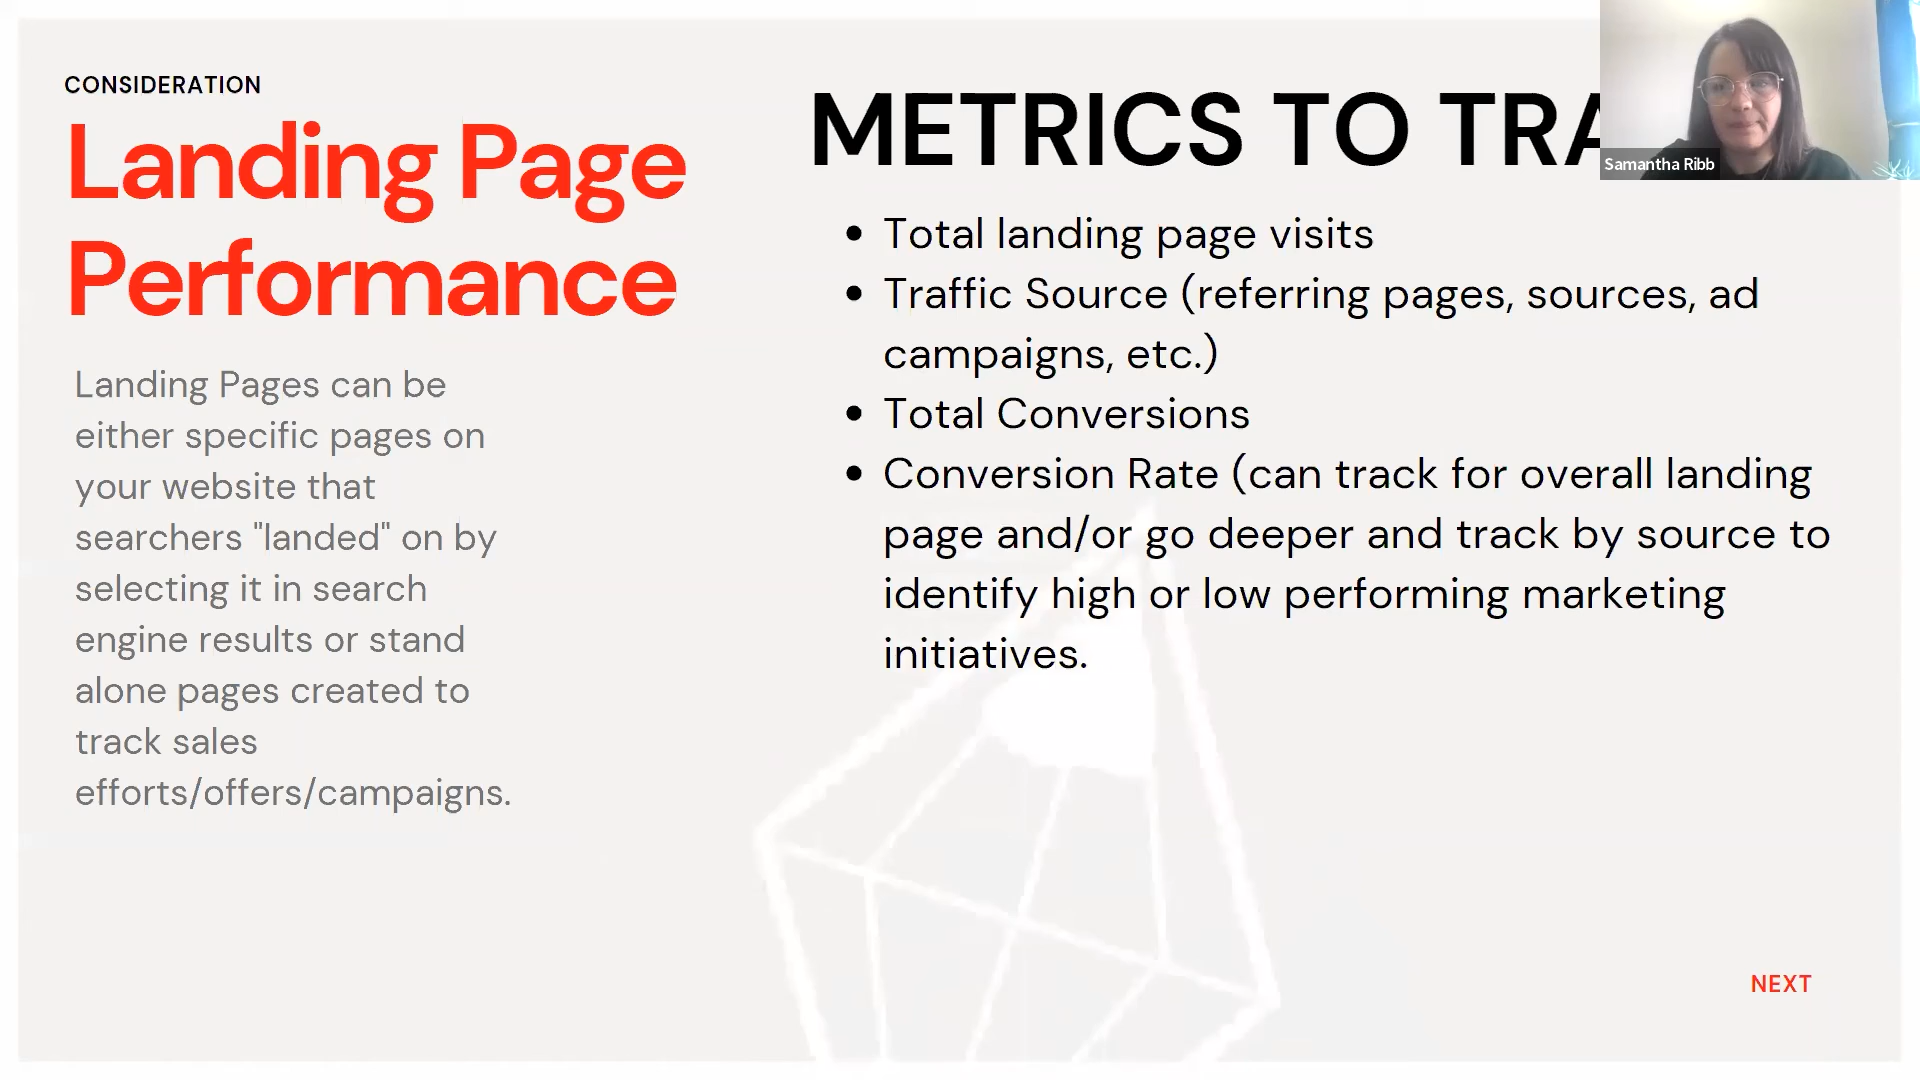 CONSIDERATION
Landing Page
Performance
Landing Pages can be
either specific pages on
your website that
searchers "landed" on by
selecting it in search
engine results or stand
alone pages created to
track sales
efforts/offers/campaigns.
METRICS TO TRA
Samantha Ribb
• Total landing page visits
• Traffic Source (referring pages, sources, ad
campaigns, etc.)
• Total Conversions
• Conversion Rate (can track for overall landing
page and/or go deeper and track by source to
identify high or low performing marketing
initiatives.
NEXT